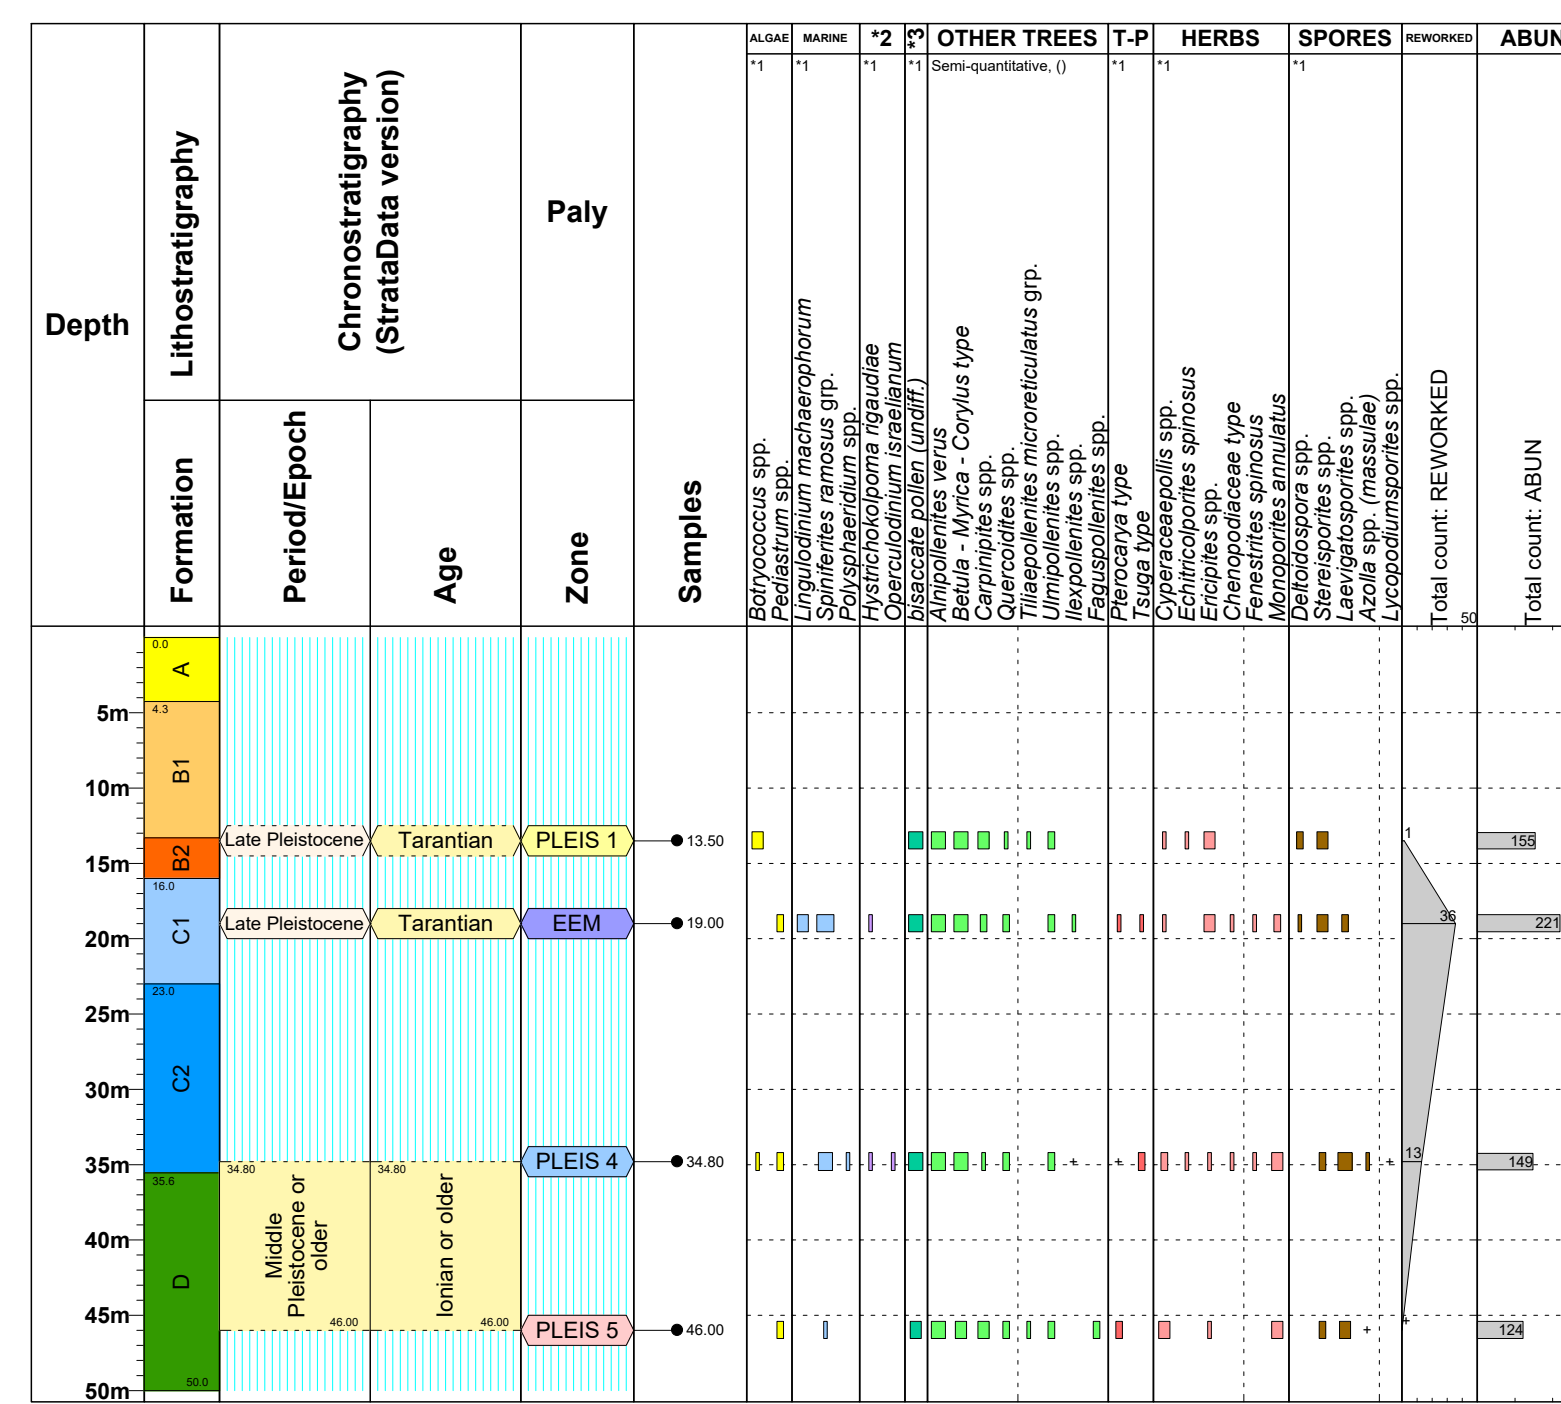 ALGAE MARINE *2 *3 OTHER TREES T-P HERBS SPORES REWORKED ABUN
*1 *1 *1 *1 Semi-quantitative, () *1 *1 *1
Depth
Lithostratigraphy
Chronostratigraphy
(StrataData version)
Paly
Formation
Period/Epoch
Age
Zone
Samples
Botryococcus spp.
Pediastrum spp.
Lingulodinium machaerophorum
Spiniferites ramosus grp.
Polysphaeridium spp.
Hystrichokolpoma rigaudiae
Operculodinium israelianum
bisaccate pollen (undiff.)
Alnipollenites verus
Betula - Myrica - Corylus type
Carpinipites spp.
Quercoidites spp.
Tiliaepollenites microreticulatus grp.
Ulmipollenites spp.
Ilexpollenites spp.
Faguspollenites spp.
Pterocarya type
Tsuga type
Cyperaceaepollis spp.
Echitricolporites spinosus
Ericipites spp.
Chenopodiaceae type
Fenestrites spinosus
Monoporites annulatus
Deltoidospora spp.
Stereisporites spp.
Laevigatosporites spp.
Azolla spp. (massulae)
Lycopodiumsporites spp.
Total count: REWORKED
50
Total count: ABUN
0.0
A
5m
4.3
B1
10m
B2
Late Pleistocene Tarantian PLEIS 1 13.50 1 155
15m
16.0
C1
Late Pleistocene Tarantian EEM 19.00 36 221
20m
23.0
25m
C2
30m
35m
PLEIS 4 34.80 + + + 13 149
34.80 34.80
35.6
D
Middle
Pleistocene or
older
Ionian or older
40m
45m
46.00 46.00
PLEIS 5 46.00 + + 124
50.0
50m